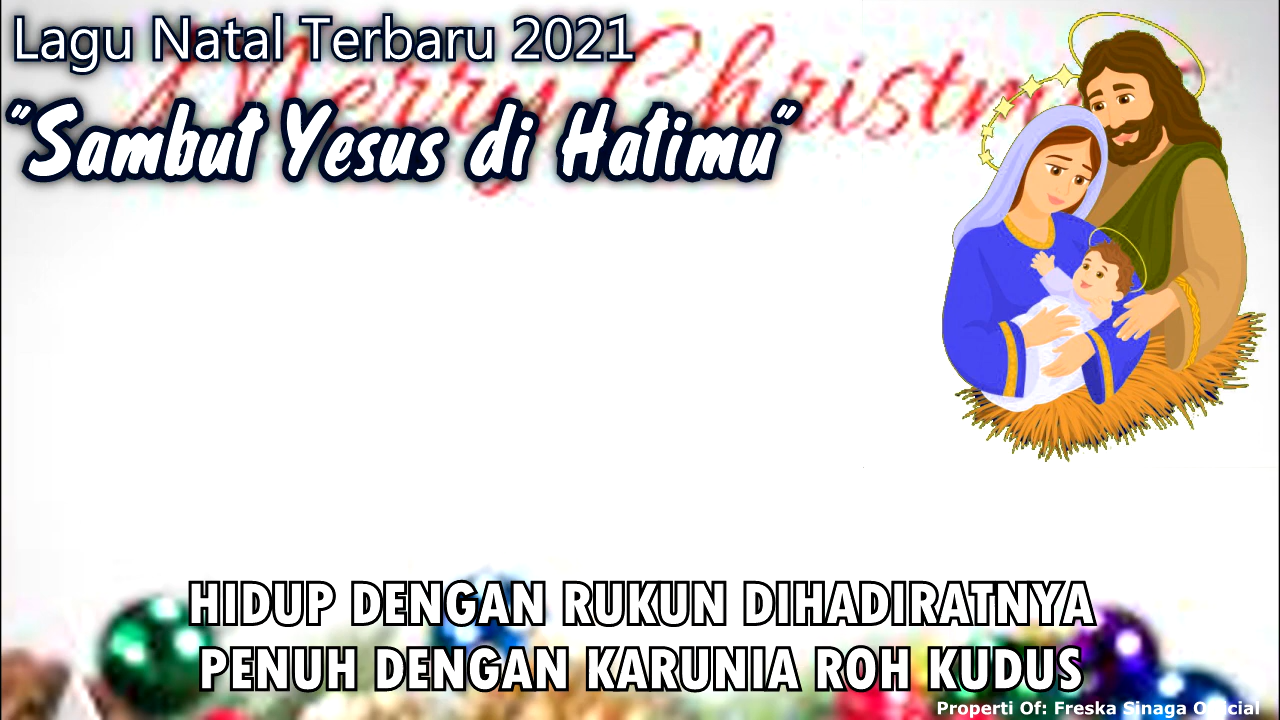 Lagu Natal Terbaru 2021
Merry Christm
"Sambut Yesus di Hatimu"
HIDUP DENGAN RUKUN DIHADIRATNYA
PENUH DENGAN KARUNIA ROH KUDUS
Properti Of: Freska Sinaga Official